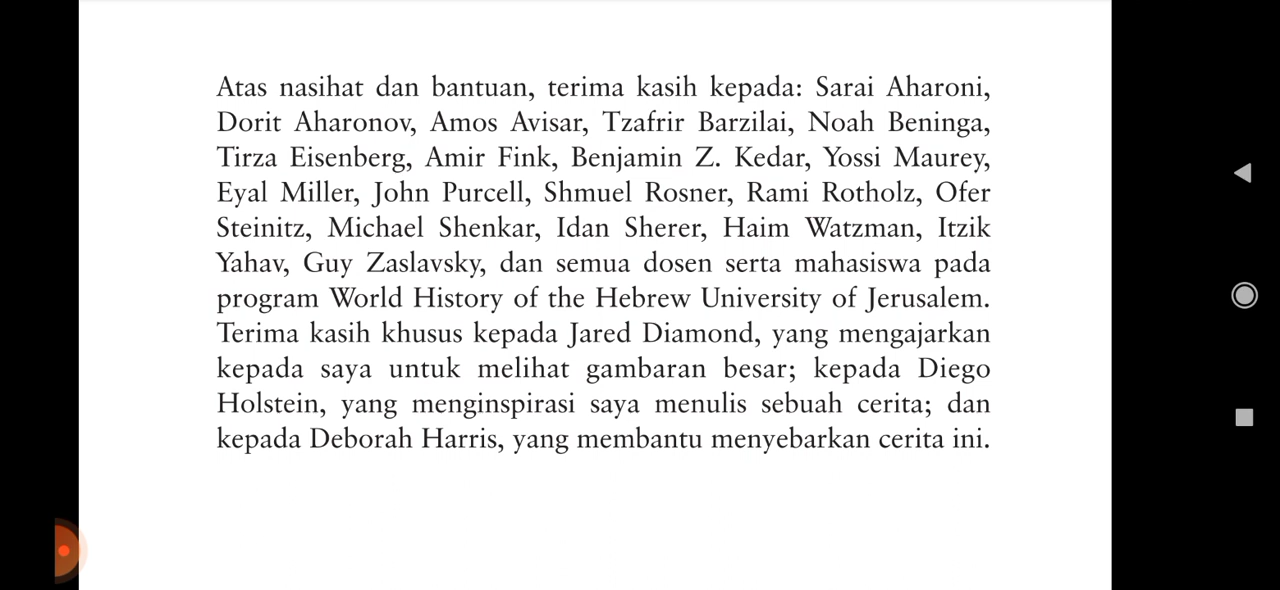 Atas nasihat dan bantuan, terima kasih kepada: Sarai Aharoni,
Dorit Aharonov, Amos Avisar, Tzafrir Barzilai, Noah Beninga,
Tirza Eisenberg, Amir Fink, Benjamin Z. Kedar, Yossi Maurey,
Eyal Miller, John Purcell, Shmuel Rosner, Rami Rotholz, Ofer
Steinitz, Michael Shenkar, Idan Sherer, Haim Watzman, Itzik
Yahav, Guy Zaslavsky, dan semua dosen serta mahasiswa pada
program World History of the Hebrew University of Jerusalem.
Terima kasih khusus kepada Jared Diamond, yang mengajarkan
kepada saya untuk melihat gambaran besar; kepada Diego
Holstein, yang menginspirasi saya menulis sebuah cerita; dan
kepada Deborah Harris, yang membantu menyebarkan cerita ini.